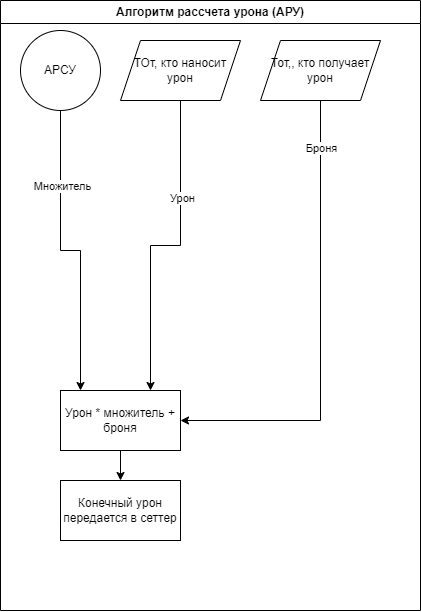 Алгоритм рассчета урона (АРУ)
АРСУ
ТОт, кто наносит
урон
Тот,, кто получает
урон
Броня
Множитель
Урон
Урон * множитель +
броня
Конечный урон
передается в сеттер